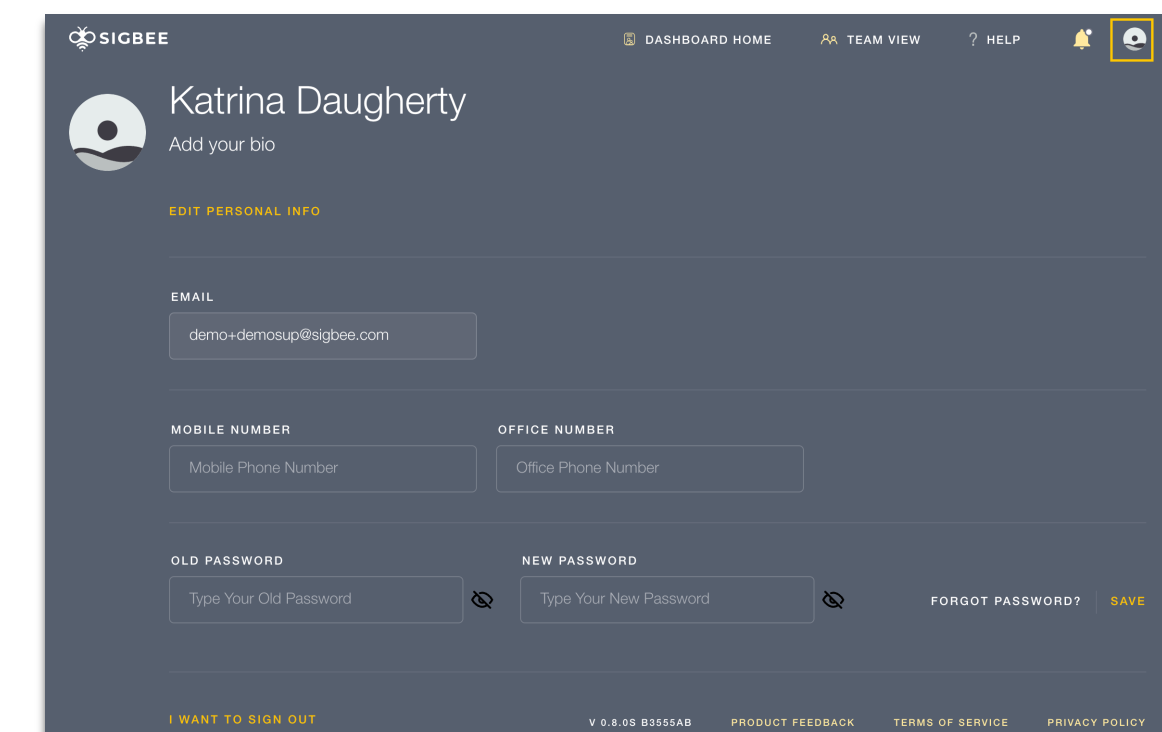 SIGBEE
DASHBOARD HOME
TEAM VIEW
? HELP
Katrina Daugherty
Add your bio
EDIT PERSONAL INFO
EMAIL
demo+demosup@sigbee.com
MOBILE NUMBER
OFFICE NUMBER
Mobile Phone Number
Office Phone Number
OLD PASSWORD
NEW PASSWORD
Type Your Old Password
Type Your New Password
FORGOT PASSWORD?
SAVE
I WANT TO SIGN OUT
V 0.8.0S B3555AB
PRODUCT FEEDBACK
TERMS OF SERVICE
PRIVACY POLICY